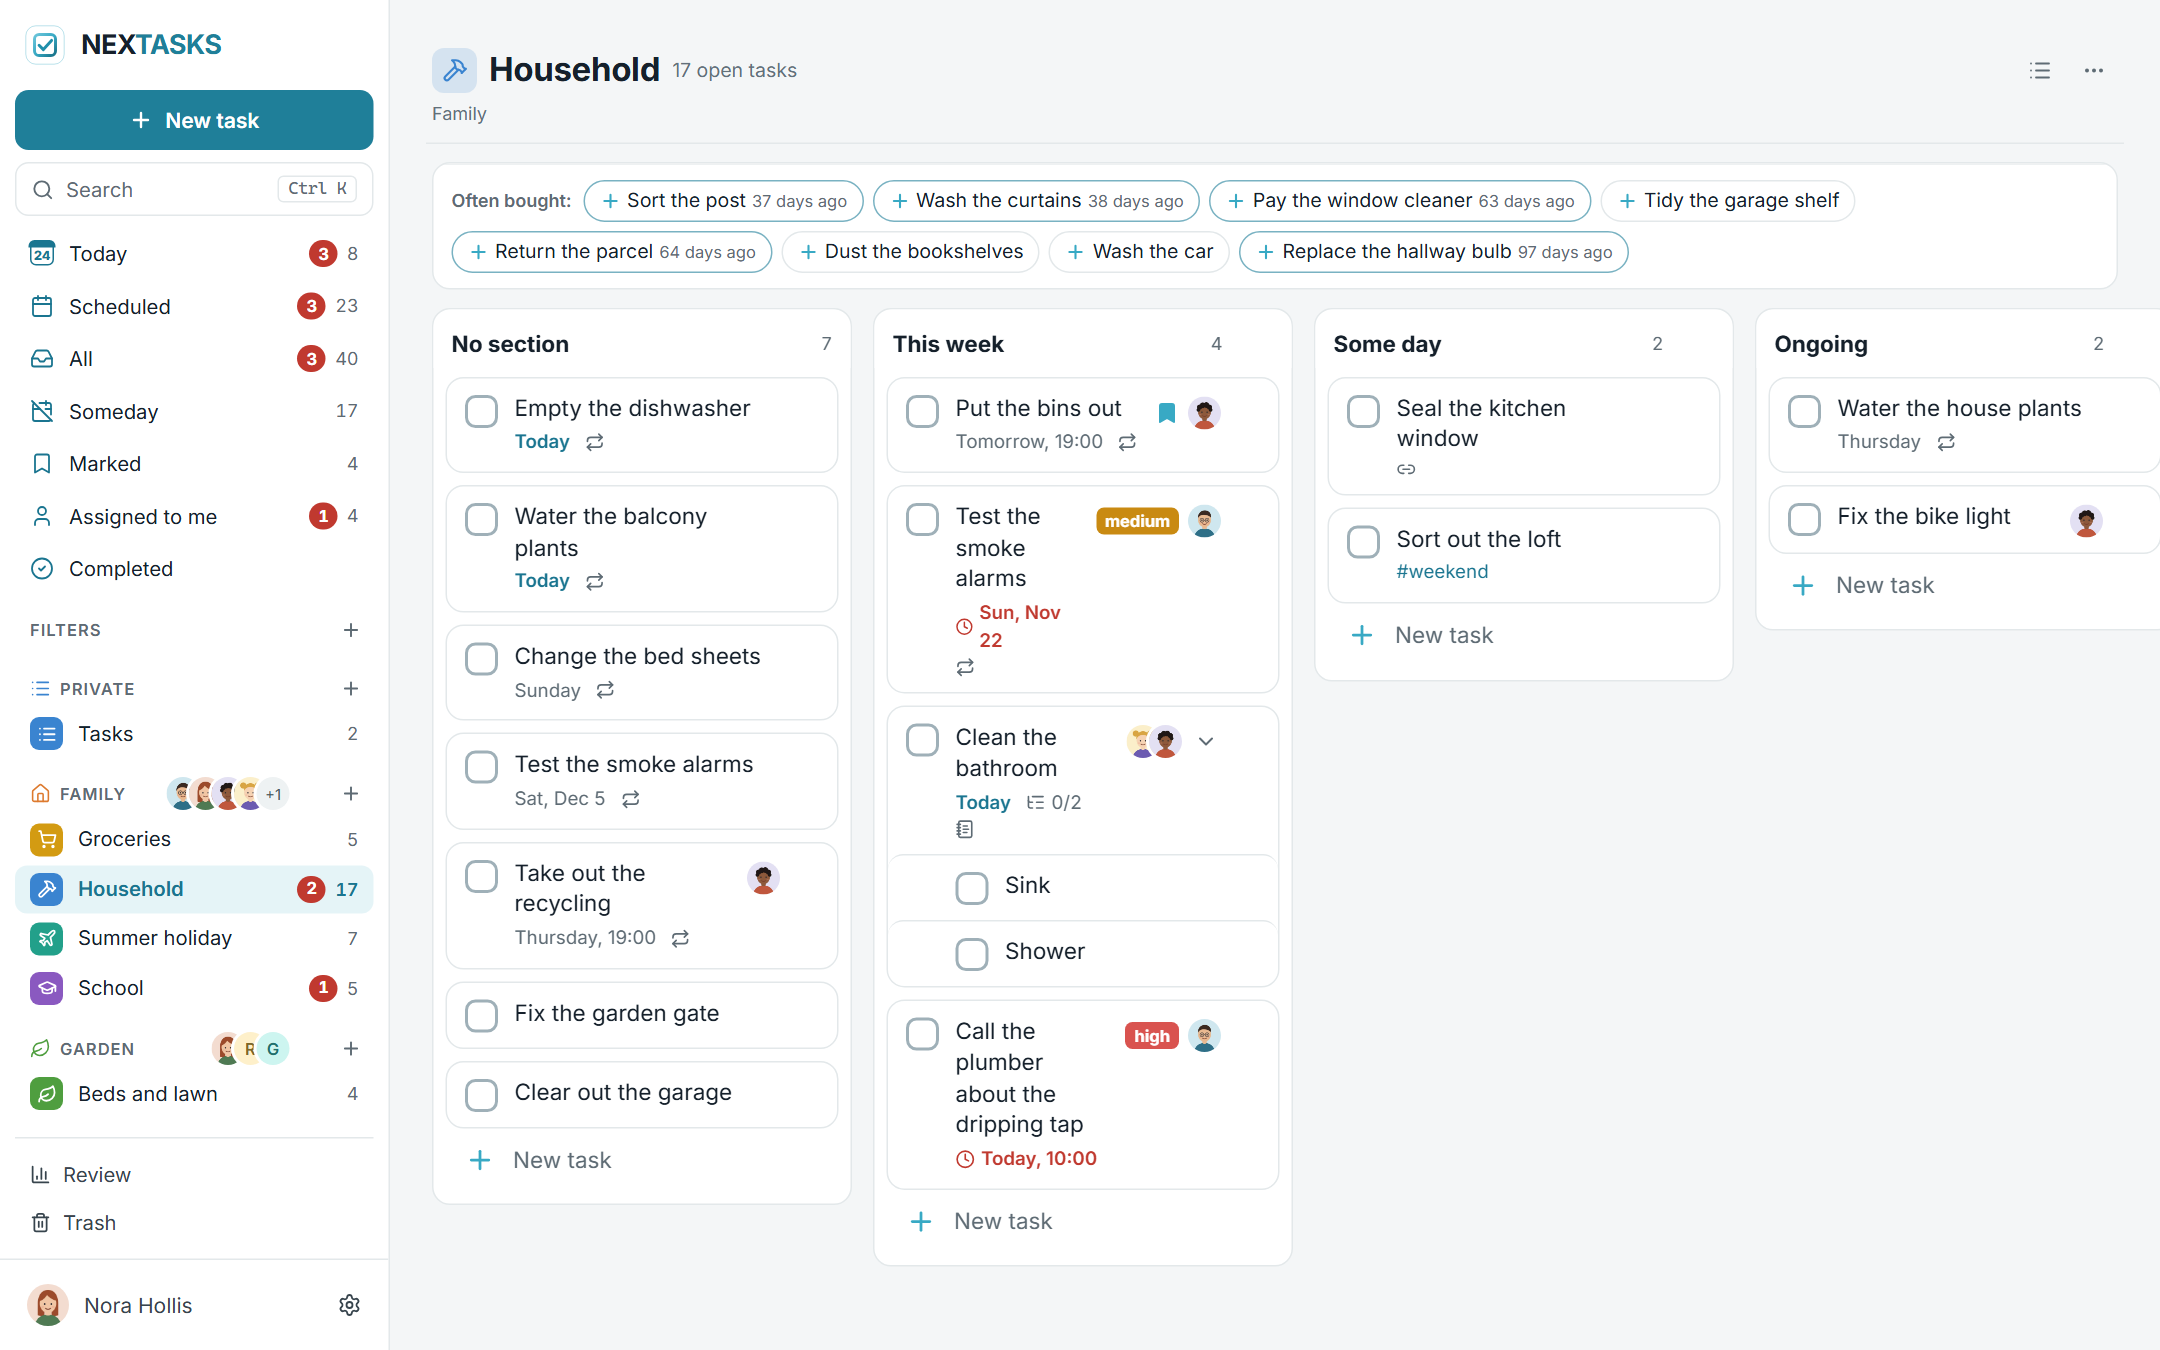 NEXTASKS
New task
Search Ctrl K
24 Today 3 8
Scheduled 3 23
All 3 40
Someday 17
Marked 4
Assigned to me 1 4
Completed
FILTERS
PRIVATE
Tasks 2
FAMILY +1
Groceries 5
Household 2 17
Summer holiday 7
School 1 5
GARDEN R G
Beds and lawn 4
Review
Trash
Nora Hollis
Household 17 open tasks
Family
Often bought: Sort the post 37 days ago Wash the curtains 38 days ago Pay the window cleaner 63 days ago Tidy the garage shelf
Return the parcel 64 days ago Dust the bookshelves Wash the car Replace the hallway bulb 97 days ago
No section 7
Empty the dishwasher
Today
Water the balcony
plants
Today
Change the bed sheets
Sunday
Test the smoke alarms
Sat, Dec 5
Take out the
recycling
Thursday, 19:00
Fix the garden gate
Clear out the garage
New task
This week 4
Put the bins out
Tomorrow, 19:00
Test the medium
smoke
alarms
Sun, Nov
22
Clean the
bathroom
Today 0/2
Sink
Shower
Call the high
plumber
about the
dripping tap
Today, 10:00
New task
Some day 2
Seal the kitchen
window
Sort out the loft
#weekend
New task
Ongoing 2
Water the house plants
Thursday
Fix the bike light
New task